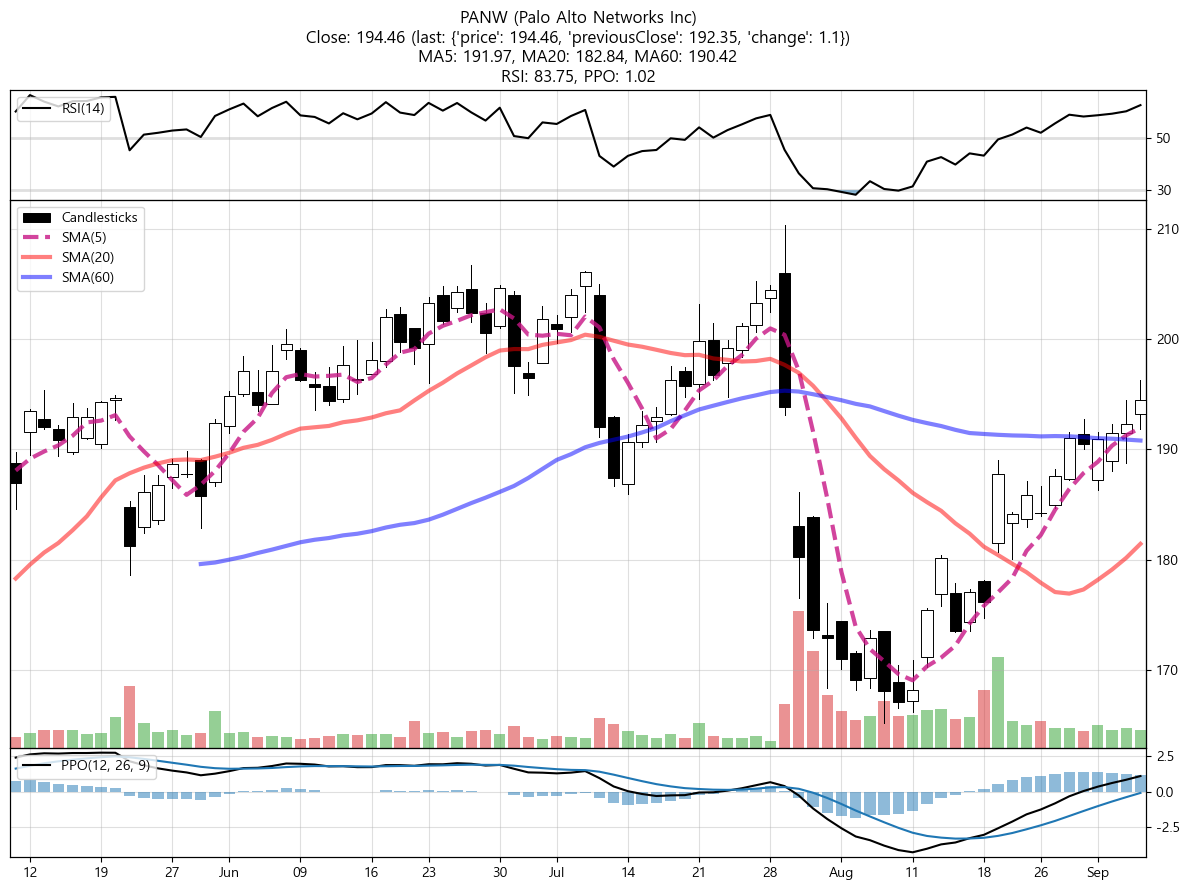 PANW (Palo Alto Networks Inc)
Close: 194.46 (last: {'price': 194.46, 'previousClose': 192.35, 'change': 1.1})
MA5: 191.97, MA20: 182.84, MA60: 190.42
RSI: 83.75, PPO: 1.02
RSI(14)
50
30
Candlesticks
SMA(5)
SMA(20)
SMA(60)
210
200
190
180
170
PPO(12, 26, 9)
2.5
0.0
−2.5
12 19 27 Jun 09 16 23 Jul 14 21 28 Aug 11 18 26 Sep